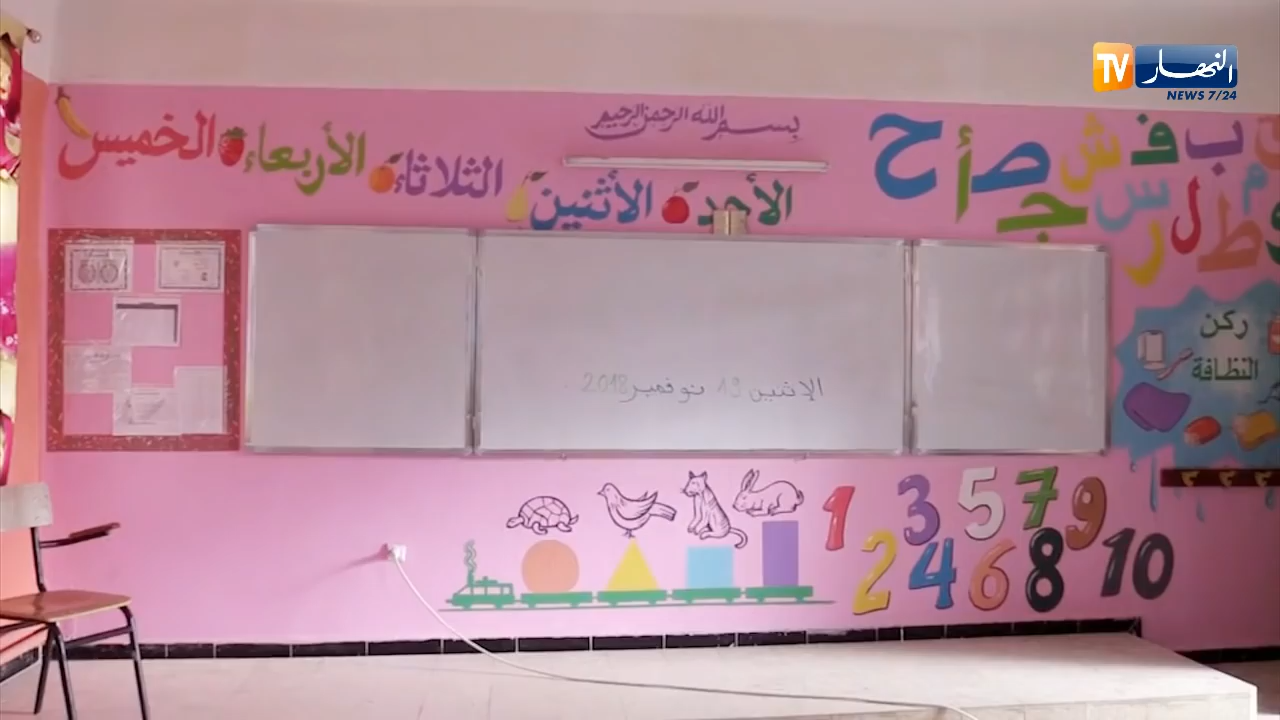 النهار TV
NEWS 7/24
بسم الله الرحمن الرحيم
الأحد الأثنين الثلاثاء الأربعاء الخميس
ب ف ش ص أ ح
م س ج
ط ل ر
ركن
النظافة
الإثنين 19 نوفمبر 2018
1 3 5 7 9
2 4 6 8 10